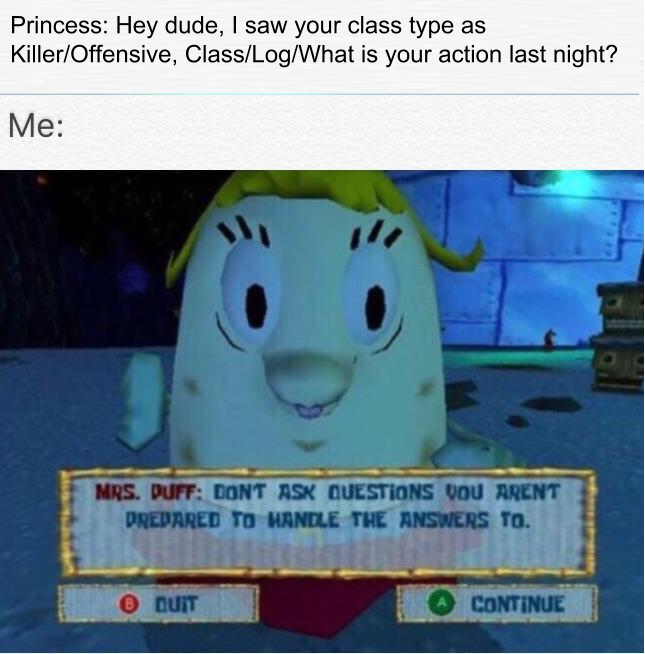 Princess: Hey dude, I saw your class type as
Killer/Offensive, Class/Log/What is your action last night?
Me:
MRS. PUFF: DON'T ASK QUESTIONS YOU ARENT
PREPARED TO HANDLE THE ANSWERS TO.
B QUIT
A CONTINUE